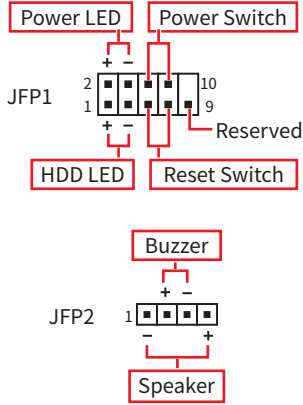 Power LED Power Switch
+ −
2 10
JFP1
1 9
+ − Reserved
HDD LED Reset Switch
Buzzer
+ −
JFP2 1
− +
Speaker